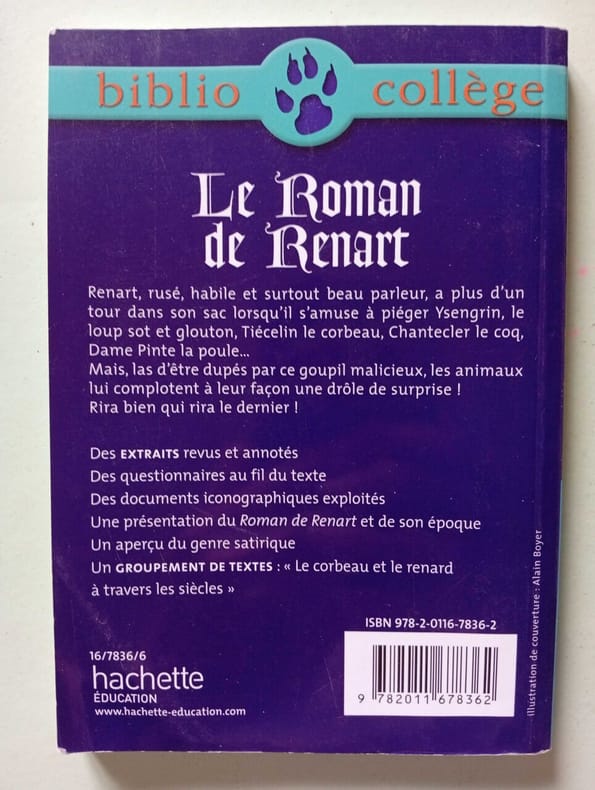 biblio collège
Le Roman
de Renart
Renart, rusé, habile et surtout beau parleur, a plus d'un
tour dans son sac lorsqu'il s'amuse à piéger Ysengrin, le
loup sot et glouton, Tiécelin le corbeau, Chantecler le coq,
Dame Pinte la poule...
Mais, las d'être dupés par ce goupil malicieux, les animaux
lui complotent à leur façon une drôle de surprise !
Rira bien qui rira le dernier !
Des EXTRAITS revus et annotés
Des questionnaires au fil du texte
Des documents iconographiques exploités
Une présentation du Roman de Renart et de son époque
Un aperçu du genre satirique
Un GROUPEMENT DE TEXTES : « Le corbeau et le renard
à travers les siècles »
ISBN 978-2-0116-7836-2
16/7836/6
hachette
ÉDUCATION
www.hachette-education.com
9 782011 678362
illustration de couverture : Alain Boyer